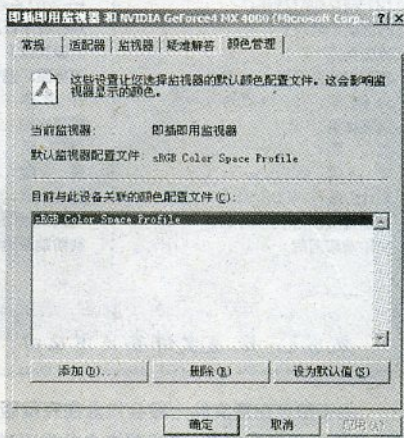 即插即用监视器 和 NVIDIA GeForce4 MX 4000 (Microsoft Corp...
常规 适配器 监视器 疑难解答 颜色管理
这些设置让您选择监视器的默认颜色配置文件。这会影响监
视器显示的颜色。
当前监视器: 即插即用监视器
默认监视器配置文件: sRGB Color Space Profile
目前与此设备关联的颜色配置文件(C):
sRGB Color Space Profile
添加(D)... 删除(R) 设为默认值(S)
确定 取消 应用(A)